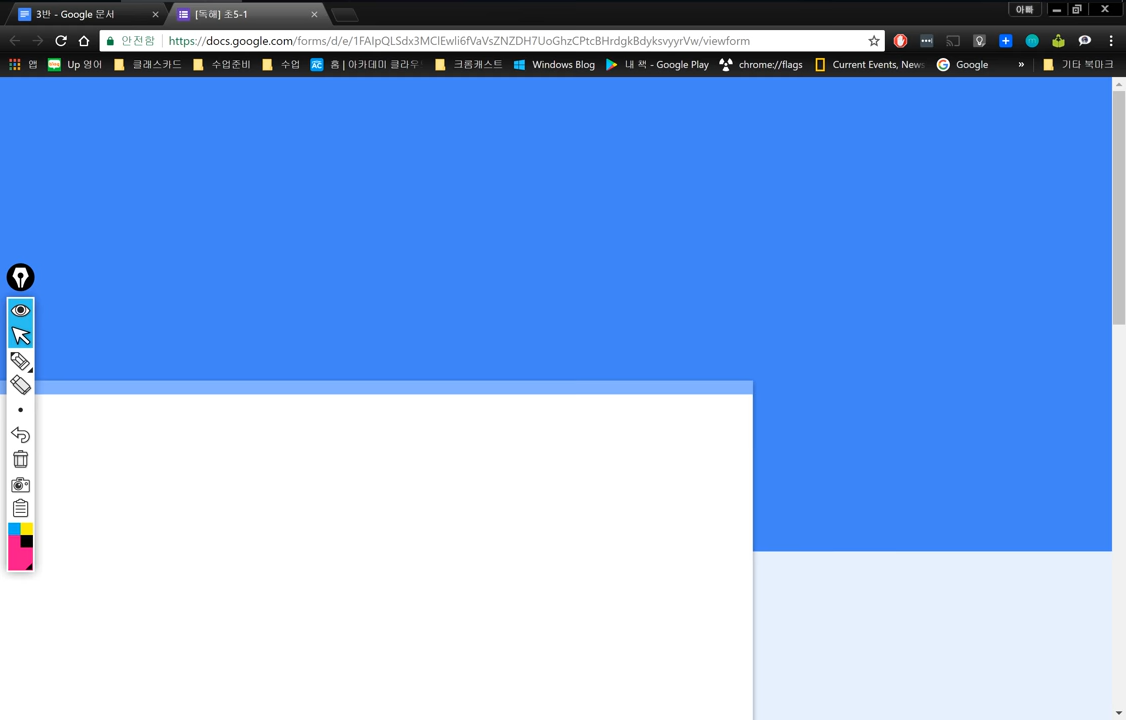 3반 - Google 문서
[독해] 초5-1
아빠
안전함
https://docs.google.com/forms/d/e/1FAIpQLSdx3MClEwli6fVaVsZNZDH7UoGhzCPtcBHrdgkBdyksvyyrVw/viewform
앱
Up 영어
클래스카드
수업준비
수업
홈 | 아카데미 클라우
크롬캐스트
Windows Blog
내 책 - Google Play
chrome://flags
Current Events, News
Google
»
기타 북마크